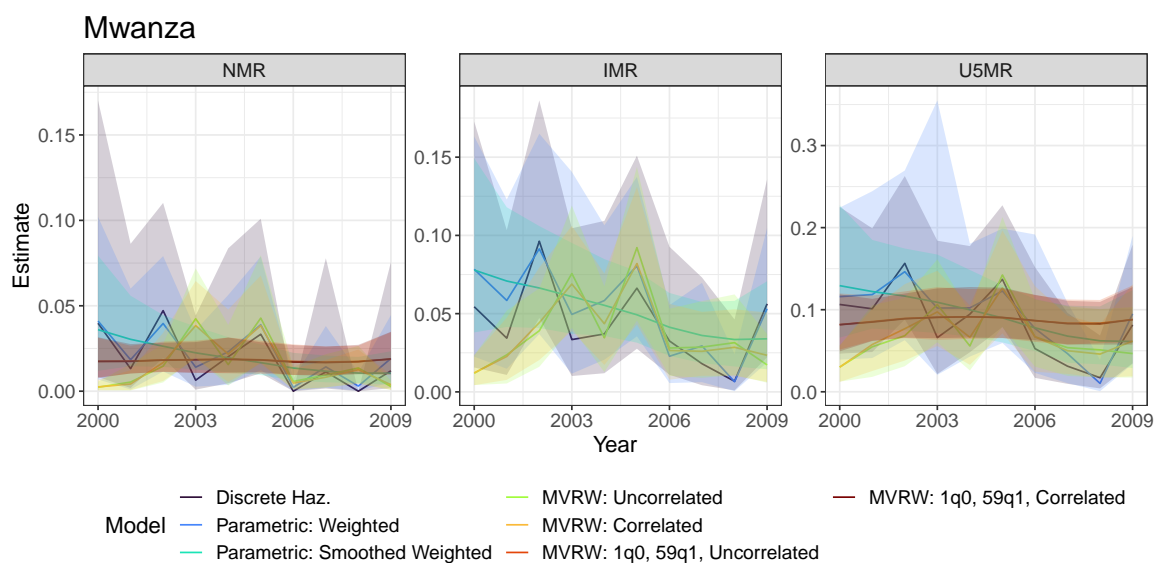 Mwanza
NMR IMR U5MR
Estimate
0.15
0.10
0.05
0.00
0.15
0.10
0.05
0.00
0.3
0.2
0.1
0.0
2000 2003 2006 2009 2000 2003 2006 2009 2000 2003 2006 2009
Year
Model
Discrete Haz.
Parametric: Weighted
Parametric: Smoothed Weighted
MVRW: Uncorrelated
MVRW: Correlated
MVRW: 1q0, 59q1, Uncorrelated
MVRW: 1q0, 59q1, Correlated